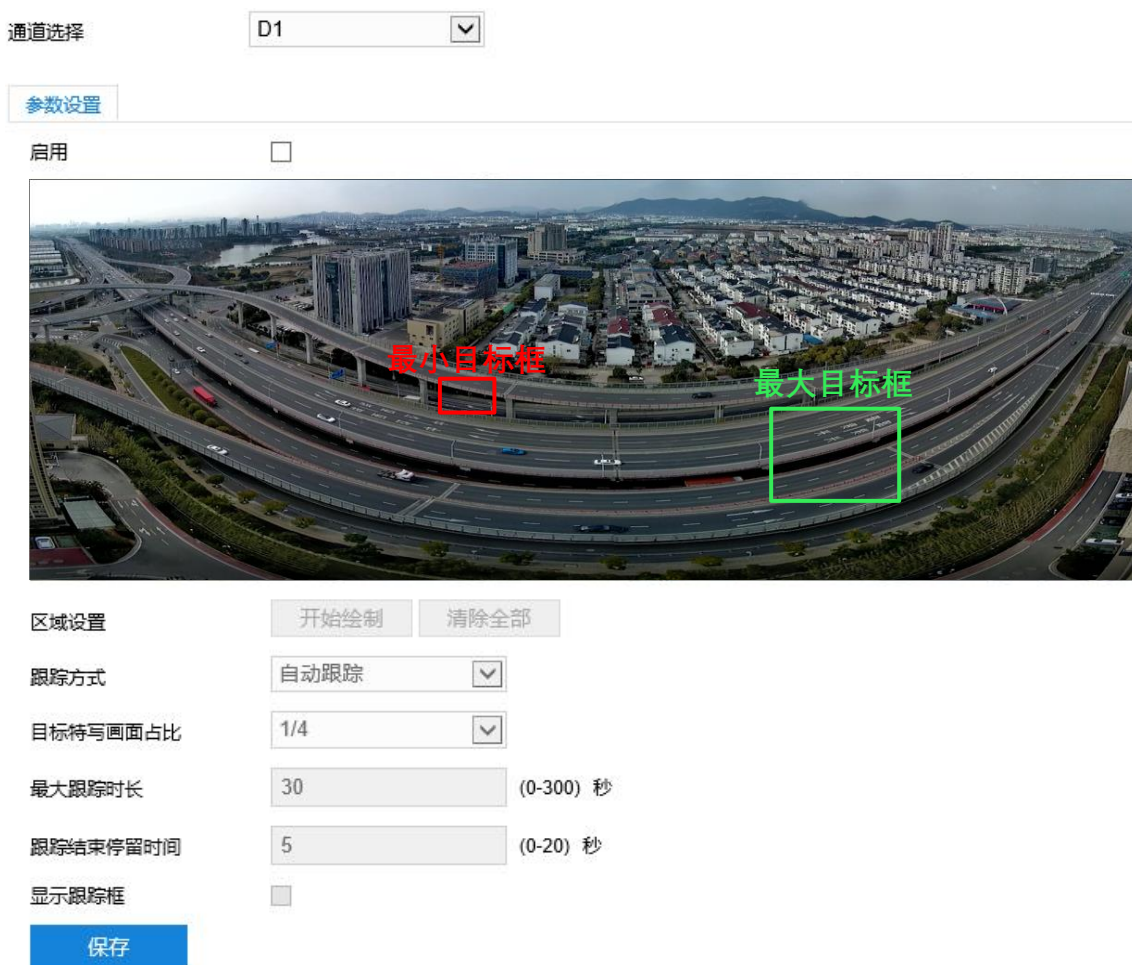 通道选择 D1
参数设置
启用
最小目标框
最大目标框
区域设置 开始绘制 清除全部
跟踪方式 自动跟踪
目标特写画面占比 1/4
最大跟踪时长 30 (0-300) 秒
跟踪结束停留时间 5 (0-20) 秒
显示跟踪框
保存